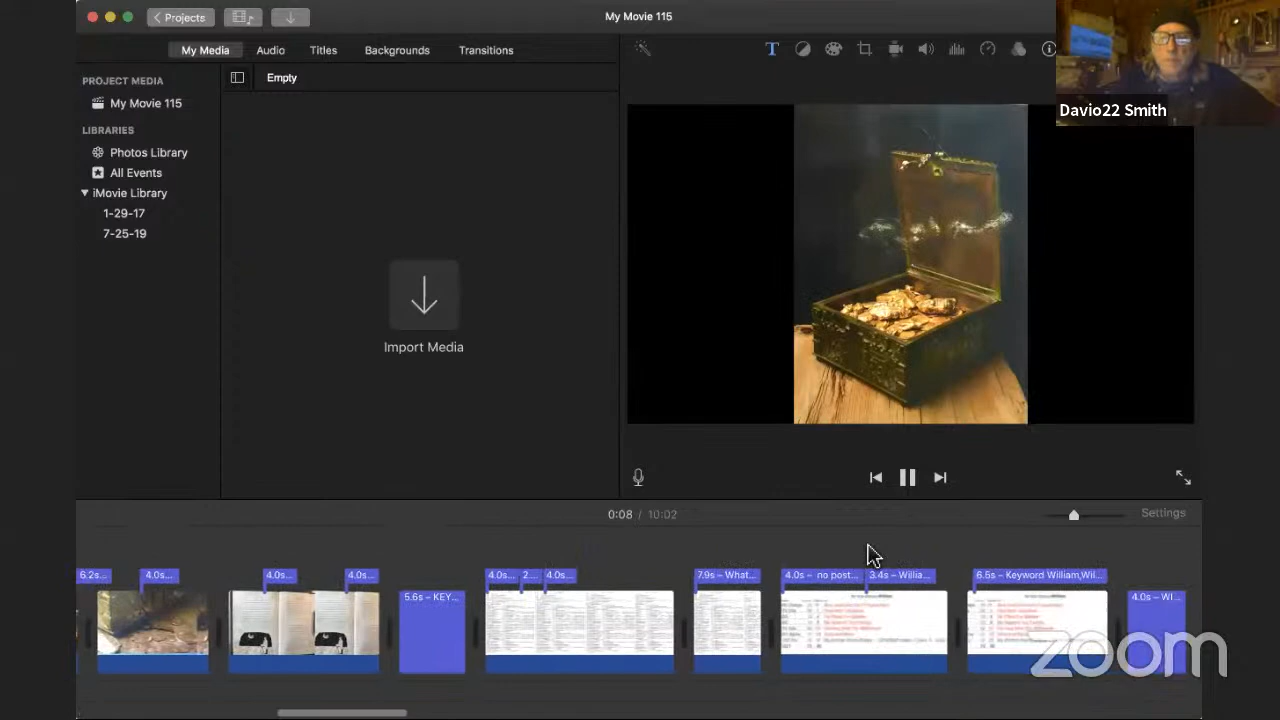 Projects
My Movie 115
My Media
Audio
Titles
Backgrounds
Transitions
PROJECT MEDIA
My Movie 115
LIBRARIES
Photos Library
All Events
iMovie Library
1-29-17
7-25-19
Empty
Import Media
Davio22 Smith
0:08 / 10:02
Settings
6.2s...
4.0s...
4.0s...
4.0s...
4.0s...
2...
4.0s...
7.9s – What...
4.0s – no post...
3.4s – Willia...
6.5s – Keyword William,Wil...
5.6s – KEY...
4.0s – WI...
zoom